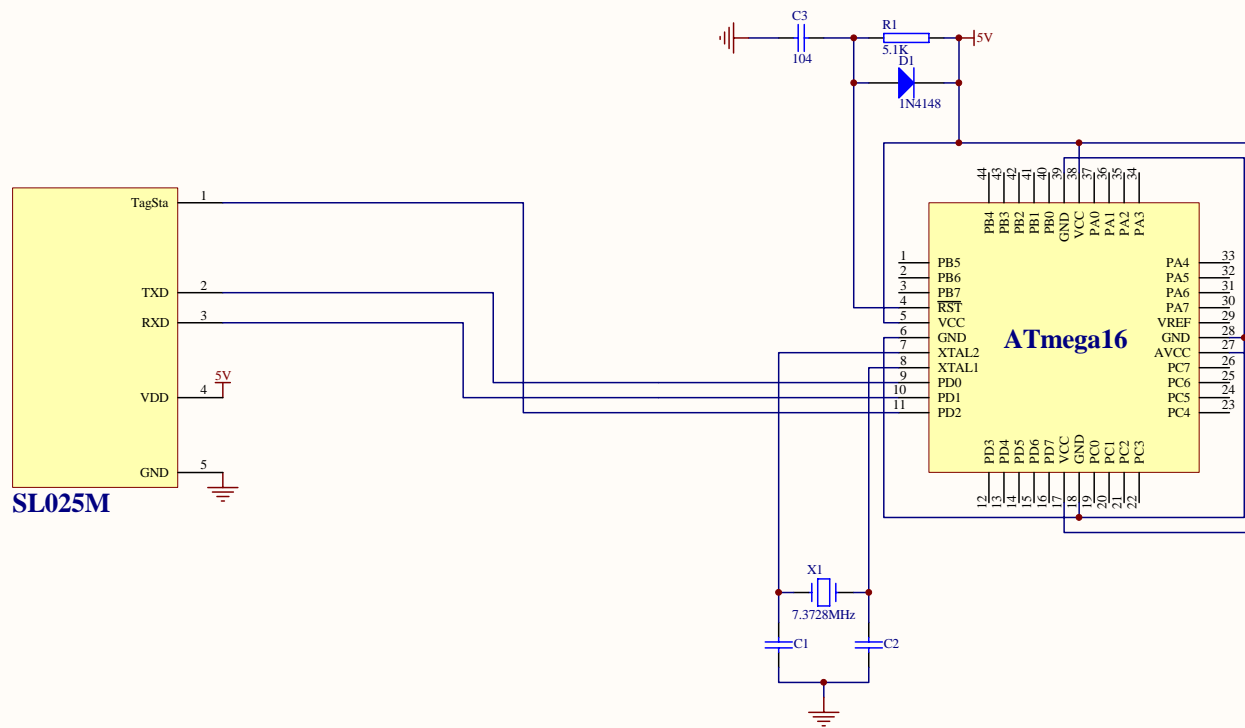 C3
104
R1
5.1K
5V
D1
1N4148
TagSta 1
TXD 2
RXD 3
5V
VDD 4
GND 5
SL025M
44 43 42 41 40 39 38 37 36 35 34
PB4 PB3 PB2 PB1 PB0 GND VCC PA0 PA1 PA2 PA3
1 PB5
2 PB6
3 PB7
4 RST
5 VCC
6 GND
7 XTAL2
8 XTAL1
9 PD0
10 PD1
11 PD2
ATmega16
PA4 33
PA5 32
PA6 31
PA7 30
VREF 29
GND 28
AVCC 27
PC7 26
PC6 25
PC5 24
PC4 23
PD3 PD4 PD5 PD6 PD7 VCC GND PC0 PC1 PC2 PC3
12 13 14 15 16 17 18 19 20 21 22
X1
7.3728MHz
C1
C2